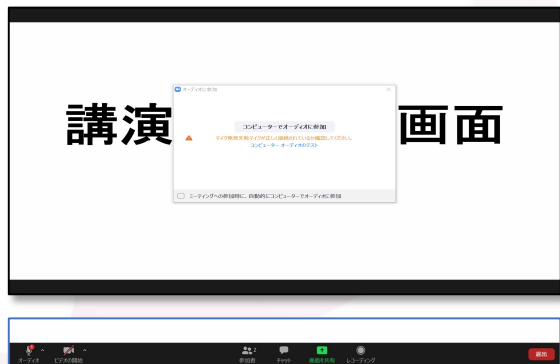 オーディオに参加
講演
画面
コンピューターでオーディオに参加
コンピューター オーディオのテスト
ミーティングへの参加時に、自動的にコンピューターでオーディオに参加
オーディオ
ビデオの開始
参加者
2
チャット
画面を共有
レコーディング
退出